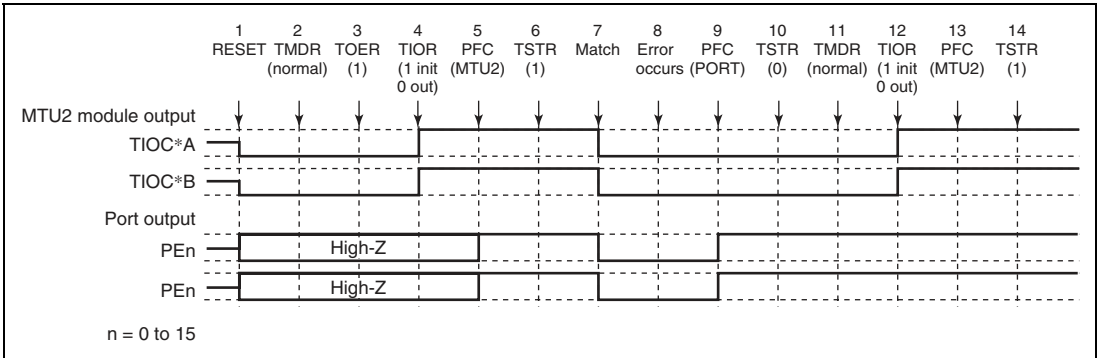 1 2 3 4 5 6 7 8 9 10 11 12 13 14
RESET TMDR TOER TIOR PFC TSTR Match Error PFC TSTR TMDR TIOR PFC TSTR
(normal) (1) (1 init (MTU2) (1) occurs (PORT) (0) (normal) (1 init (MTU2) (1)
0 out) 0 out)
MTU2 module output
TIOC*A
TIOC*B
Port output
PEn High-Z
PEn High-Z
n = 0 to 15